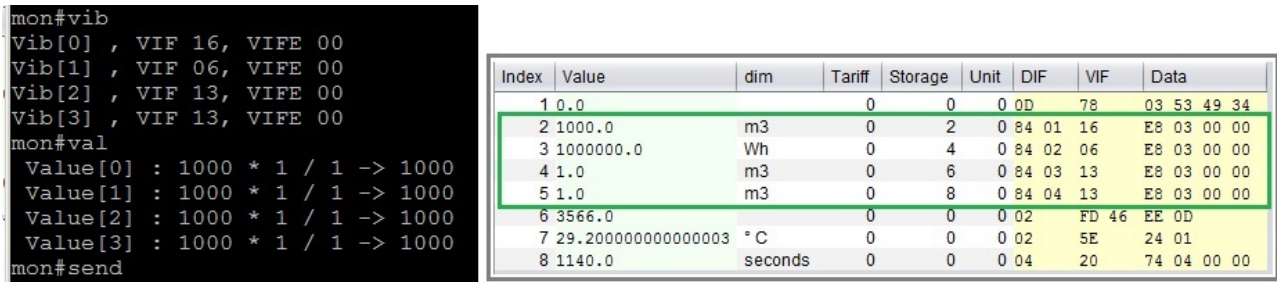 mon#vib
Vib[0] , VIF 16, VIFE 00
Vib[1] , VIF 06, VIFE 00
Vib[2] , VIF 13, VIFE 00
Vib[3] , VIF 13, VIFE 00
mon#val
Value[0] : 1000 * 1 / 1 -> 1000
Value[1] : 1000 * 1 / 1 -> 1000
Value[2] : 1000 * 1 / 1 -> 1000
Value[3] : 1000 * 1 / 1 -> 1000
mon#send
Index Value dim Tariff Storage Unit DIF VIF Data
1 0.0 0 0 0 0D 78 03 53 49 34
2 1000.0 m3 0 2 0 84 01 16 E8 03 00 00
3 1000000.0 Wh 0 4 0 84 02 06 E8 03 00 00
4 1.0 m3 0 6 0 84 03 13 E8 03 00 00
5 1.0 m3 0 8 0 84 04 13 E8 03 00 00
6 3566.0 0 0 0 02 FD 46 EE 0D
7 29.200000000000003 ° C 0 0 0 02 5E 24 01
8 1140.0 seconds 0 0 0 04 20 74 04 00 00